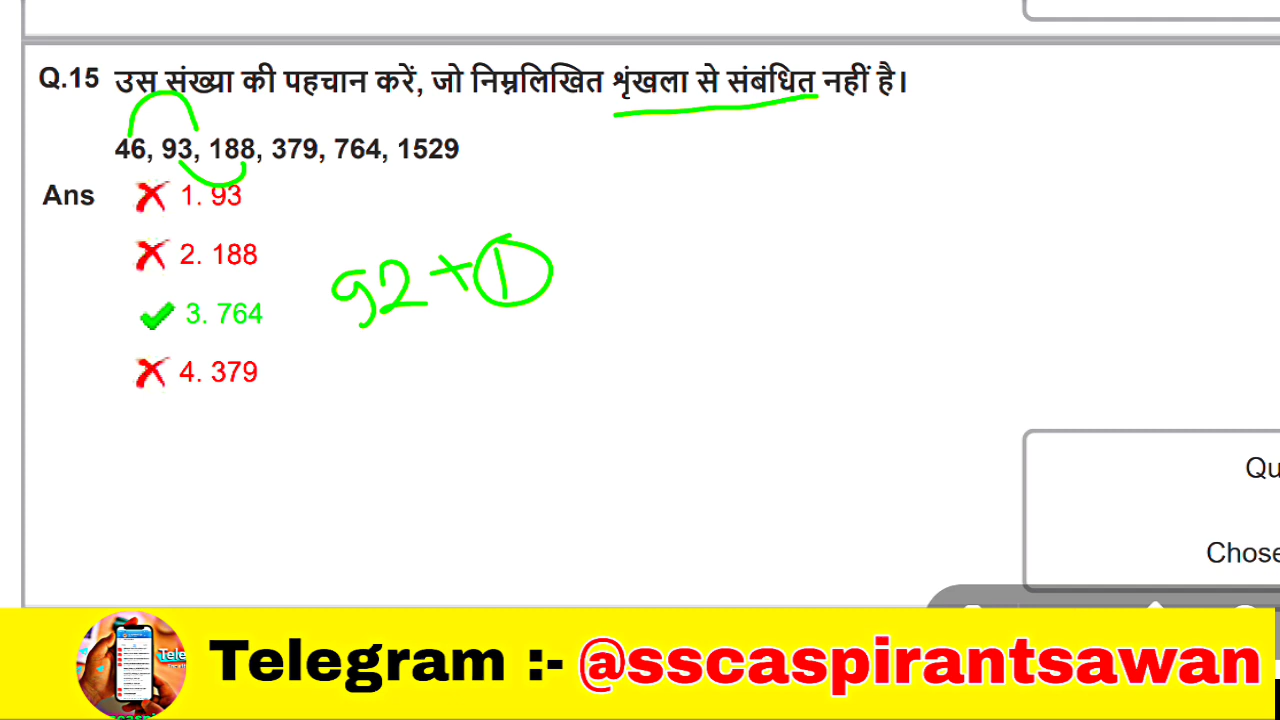 Q.15 उस संख्या की पहचान करें, जो निम्नलिखित शृंखला से संबंधित नहीं है।
46, 93, 188, 379, 764, 1529
Ans 1. 93
2. 188
3. 764
4. 379
92 + 1
Qu
Chose
Telegram :- @sscaspirantsawan